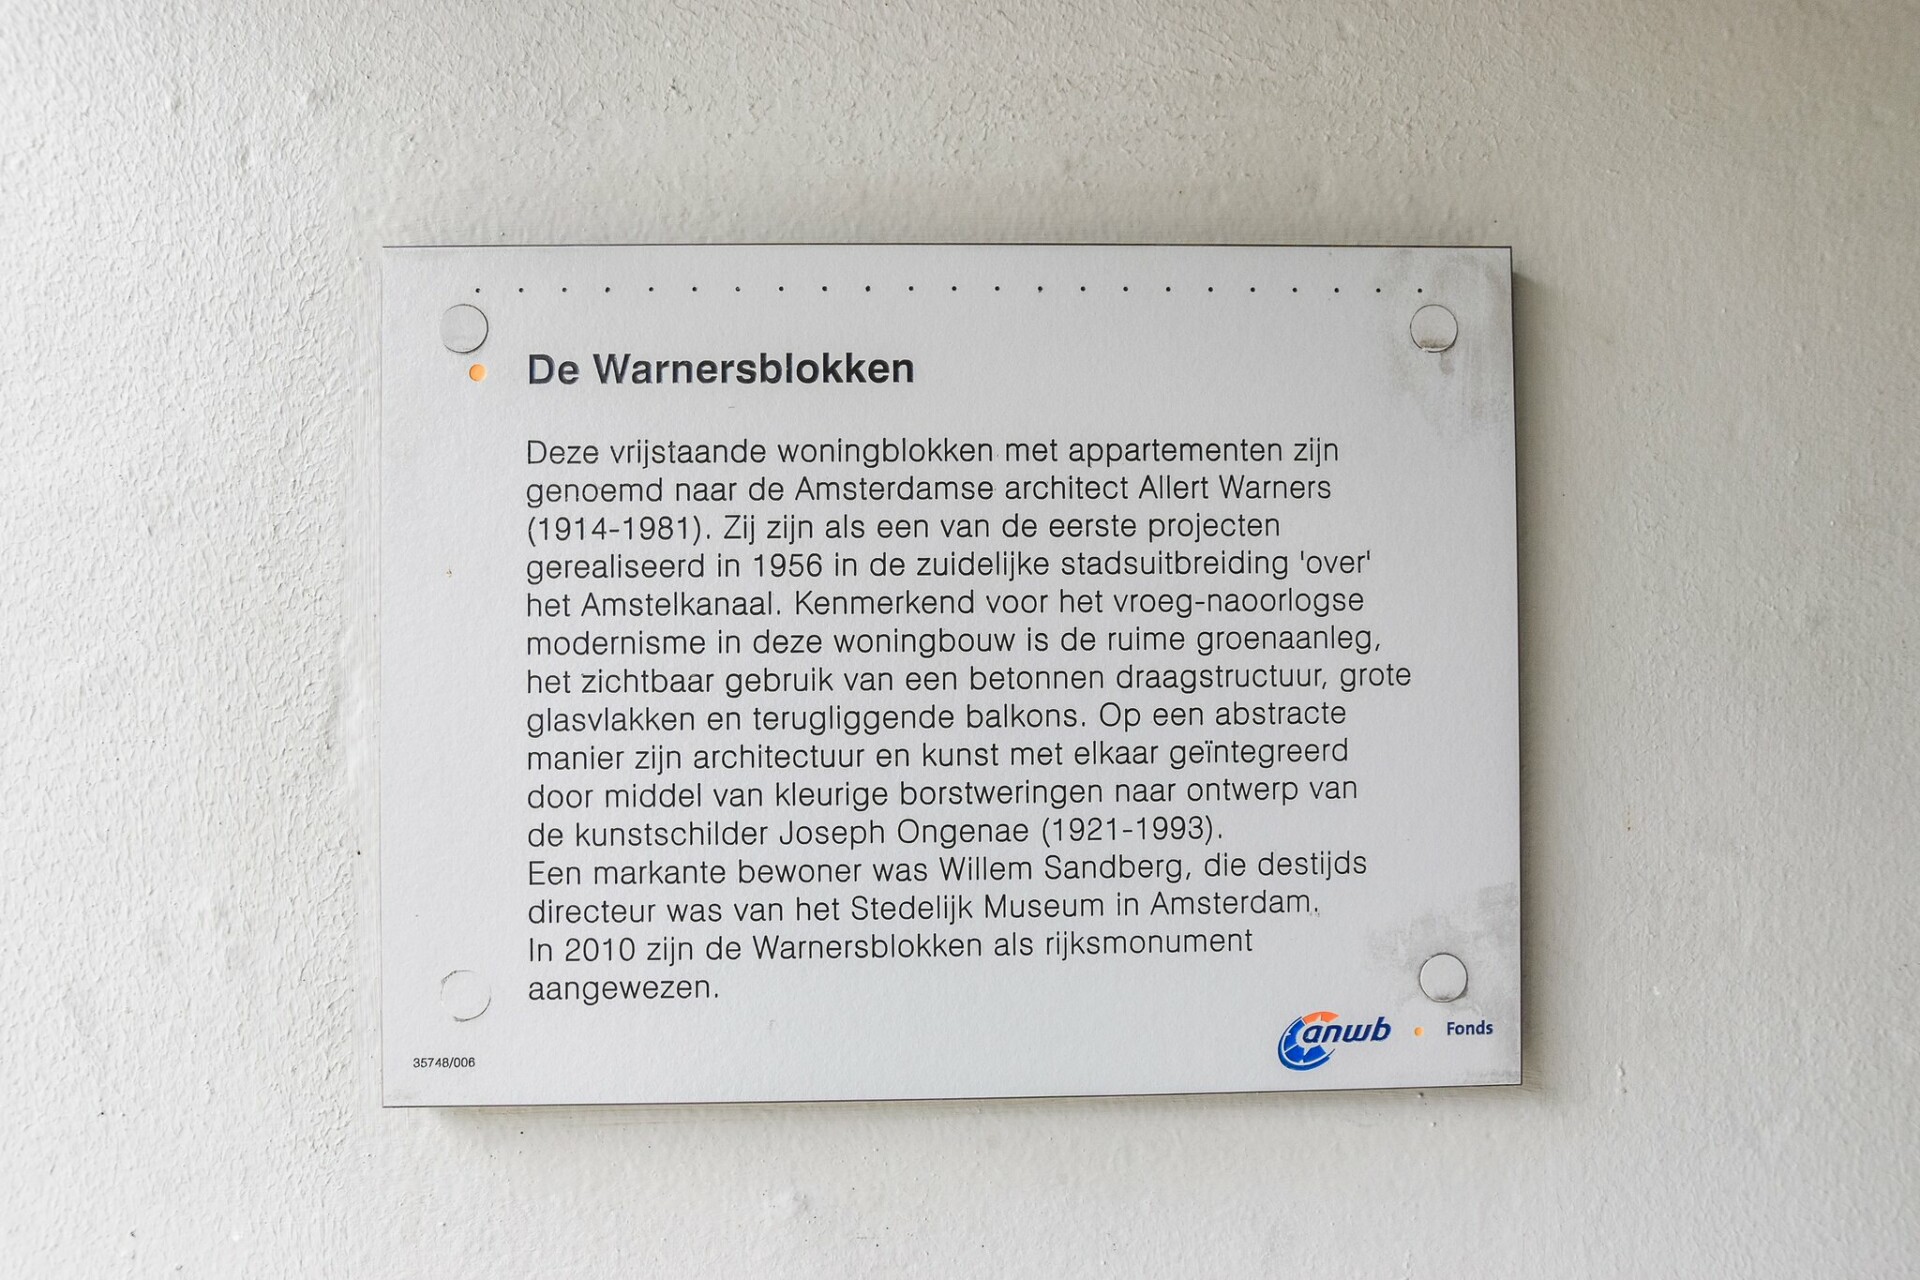 De Warnersblokken
Deze vrijstaande woningblokken met appartementen zijn
genoemd naar de Amsterdamse architect Allert Warners
(1914-1981). Zij zijn als een van de eerste projecten
gerealiseerd in 1956 in de zuidelijke stadsuitbreiding 'over'
het Amstelkanaal. Kenmerkend voor het vroeg-naoorlogse
modernisme in deze woningbouw is de ruime groenaanleg,
het zichtbaar gebruik van een betonnen draagstructuur, grote
glasvlakken en terugliggende balkons. Op een abstracte
manier zijn architectuur en kunst met elkaar geïntegreerd
door middel van kleurige borstweringen naar ontwerp van
de kunstschilder Joseph Ongenae (1921-1993).
Een markante bewoner was Willem Sandberg, die destijds
directeur was van het Stedelijk Museum in Amsterdam.
In 2010 zijn de Warnersblokken als rijksmonument
aangewezen.
anwb • Fonds
35748/006